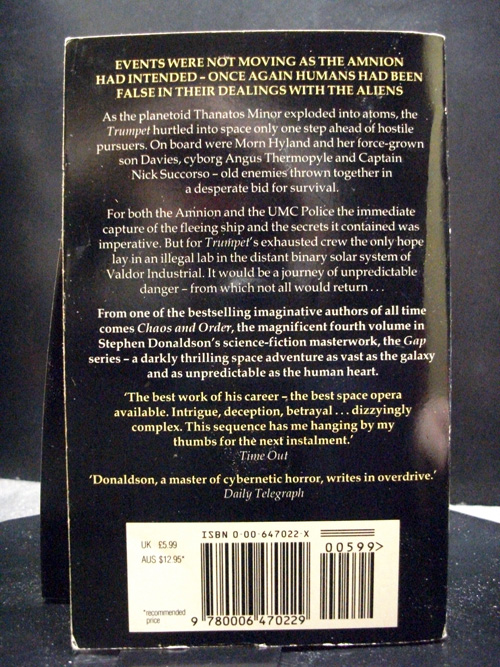 EVENTS WERE NOT MOVING AS THE AMNION
HAD INTENDED – ONCE AGAIN HUMANS HAD BEEN
FALSE IN THEIR DEALINGS WITH THE ALIENS
As the planetoid Thanatos Minor exploded into atoms, the
Trumpet hurtled into space only one step ahead of hostile
pursuers. On board were Morn Hyland and her force-grown
son Davies, cyborg Angus Thermopyle and Captain
Nick Succorso – old enemies thrown together in
a desperate bid for survival.
For both the Amnion and the UMC Police the immediate
capture of the fleeing ship and the secrets it contained was
imperative. But for Trumpet's exhausted crew the only hope
lay in an illegal lab in the distant binary solar system of
Valdor Industrial. It would be a journey of unpredictable
danger – from which not all would return . . .
From one of the bestselling imaginative authors of all time
comes Chaos and Order, the magnificent fourth volume in
Stephen Donaldson's science-fiction masterwork, the Gap
series – a darkly thrilling space adventure as vast as the galaxy
and as unpredictable as the human heart.
'The best work of his career – the best space opera
available. Intrigue, deception, betrayal . . . dizzyingly
complex. This sequence has me hanging by my
thumbs for the next instalment.'
Time Out
'Donaldson, a master of cybernetic horror, writes in overdrive.'
Daily Telegraph
ISBN 0-00-647022-X
UK £5.99
AUS $12.95*
00599>
*recommended
price
9 780006 470229